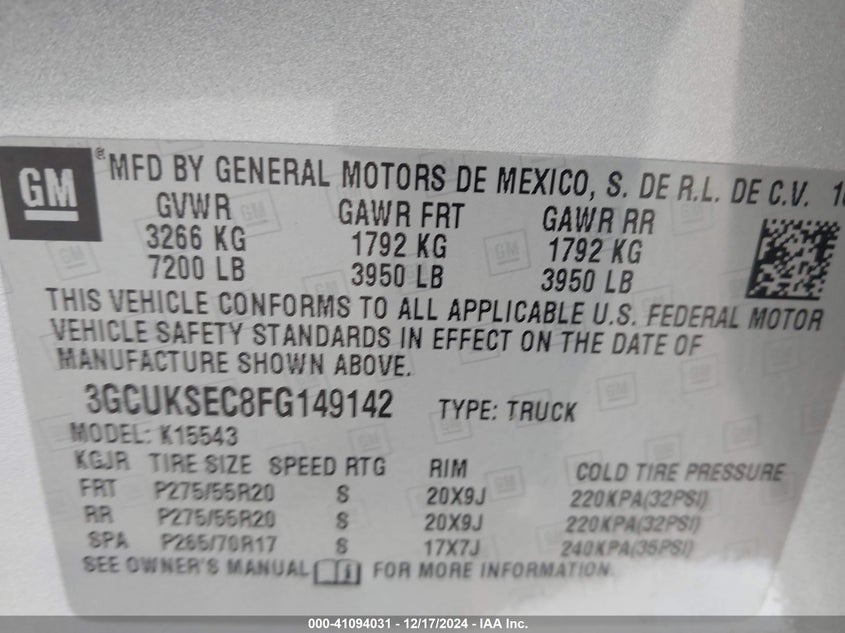 GM ® MFD BY GENERAL MOTORS DE MEXICO, S. DE R.L. DE C.V.
GVWR GAWR FRT GAWR RR
3266 KG 1792 KG 1792 KG
7200 LB 3950 LB 3950 LB
THIS VEHICLE CONFORMS TO ALL APPLICABLE U.S. FEDERAL MOTOR
VEHICLE SAFETY STANDARDS IN EFFECT ON THE DATE OF
MANUFACTURE SHOWN ABOVE.
3GCUKSEC8FG149142 TYPE: TRUCK
MODEL: K15543
KGJR TIRE SIZE SPEED RTG RIM COLD TIRE PRESSURE
FRT P275/55R20 S 20X9J 220KPA(32PSI)
RR P275/55R20 S 20X9J 220KPA(32PSI)
SPA P265/70R17 S 17X7J 240KPA(35PSI)
SEE OWNER'S MANUAL FOR MORE INFORMATION.
000-41094031 - 12/17/2024 - IAA Inc.